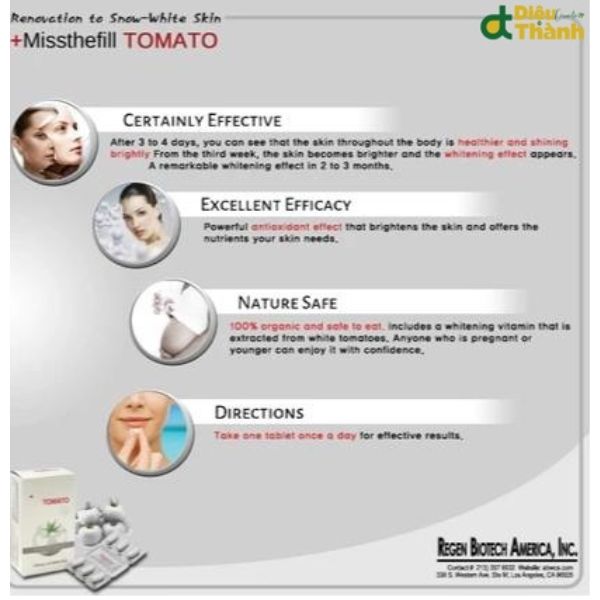 Renovation to Snow-White Skin
+Missthefill TOMATO
Diệu
Thành
CERTAINLY EFFECTIVE
After 3 to 4 days, you can see that the skin throughout the body is healthier and shining
brightly From the third week, the skin becomes brighter and the whitening effect appears.
A remarkable whitening effect in 2 to 3 months.
EXCELLENT EFFICACY
Powerful antioxidant effect that brightens the skin and offers the
nutrients your skin needs.
NATURE SAFE
100% organic and safe to eat. Includes a whitening vitamin that is
extracted from white tomatoes. Anyone who is pregnant or
younger can enjoy it with confidence.
DIRECTIONS
Take one tablet once a day for effective results.
TOMATO
REGEN BIOTECH AMERICA, INC.
Western Ave. Los Angeles, CA